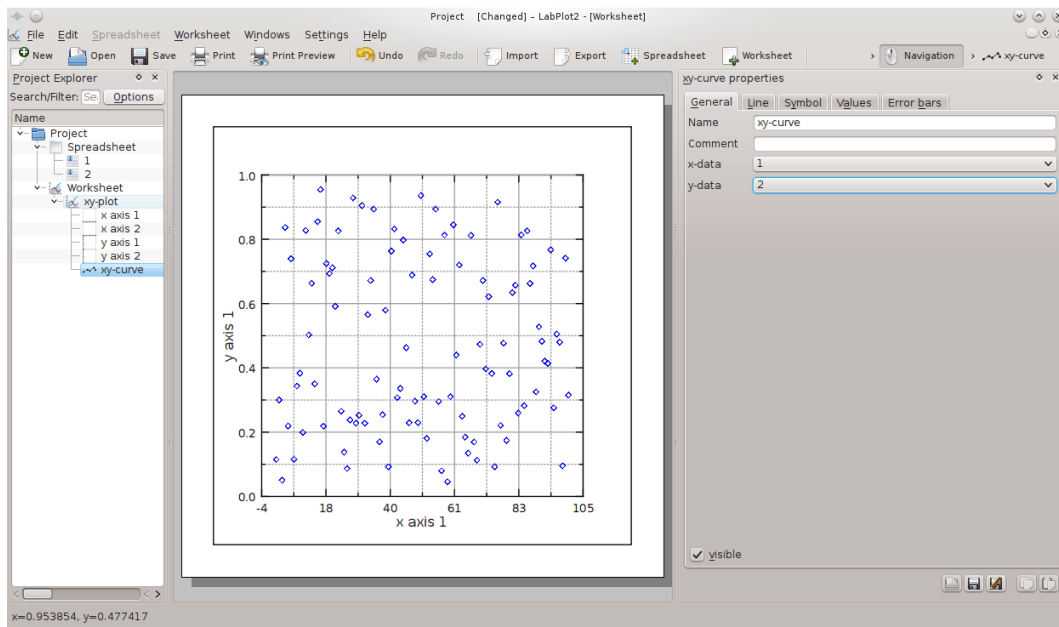 Project [Changed] – LabPlot2 - [Worksheet]
File Edit Spreadsheet Worksheet Windows Settings Help
New Open Save Print Print Preview Undo Redo Import Export Spreadsheet Worksheet Navigation xy-curve
Project Explorer
Search/Filter: Se Options
Name
Project
Spreadsheet
1
2
Worksheet
xy-plot
x axis 1
x axis 2
y axis 1
y axis 2
xy-curve
1.0
0.8
0.6
0.4
0.2
0.0
y axis 1
-4 18 40 61 83 105
x axis 1
xy-curve properties
General Line Symbol Values Error bars
Name xy-curve
Comment
x-data 1
y-data 2
visible
x=0.953854, y=0.477417